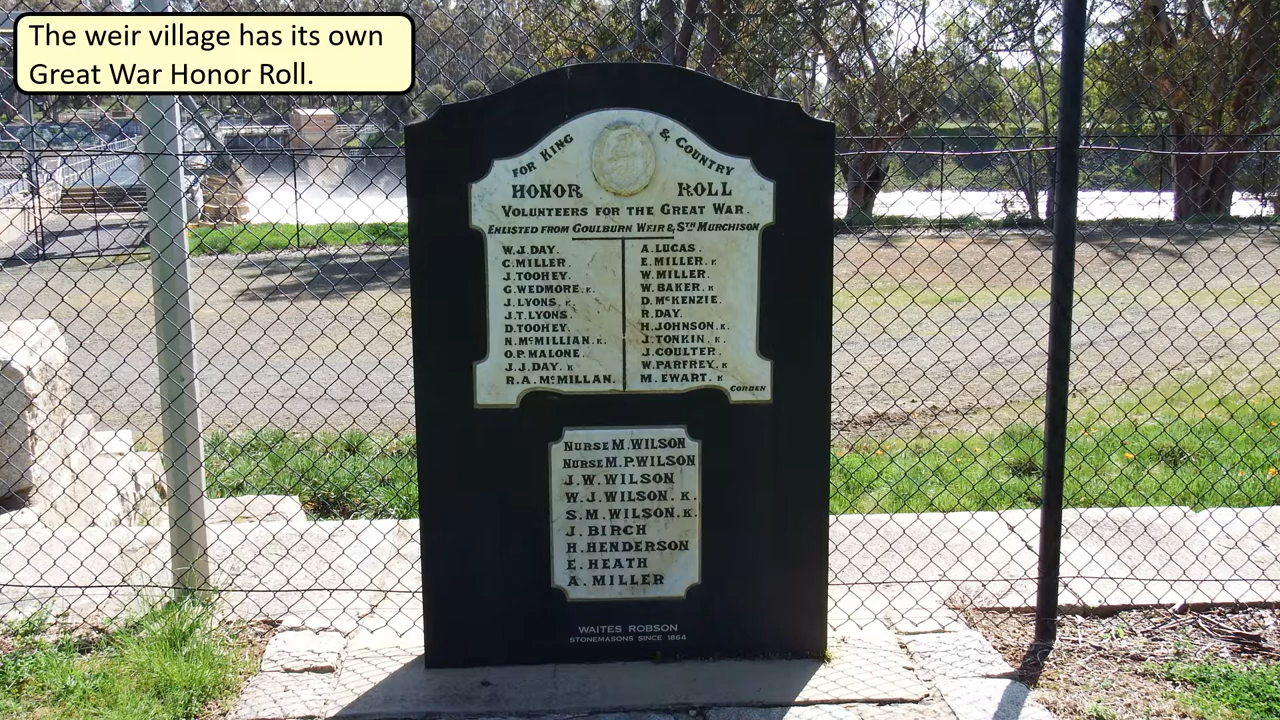 The weir village has its own
Great War Honor Roll.
FOR KING & COUNTRY
HONOR ROLL
VOLUNTEERS FOR THE GREAT WAR.
ENLISTED FROM GOULBURN WEIR & STH MURCHISON
W.J.DAY.
C.MILLER.
J.TOOHEY.
G.WEDMORE.K.
J.LYONS.K.
J.T.LYONS.
D.TOOHEY.
N.McMILLIAN.K.
O.P.MALONE.
J.J.DAY.K
R.A.McMILLAN.
A.LUCAS.
E.MILLER.K
W.MILLER.
W.BAKER.K
D.McKENZIE.
R.DAY.
H.JOHNSON.K.
J.TONKIN.K.
J.COULTER.
W.PARFREY.K
M.EWART.K
CORBEN
NURSE M.WILSON
NURSE M.P.WILSON
J.W.WILSON
W.J.WILSON.K.
S.M.WILSON.K.
J.BIRCH
H.HENDERSON
E.HEATH
A.MILLER
WAITES ROBSON
STONEMASONS SINCE 1864